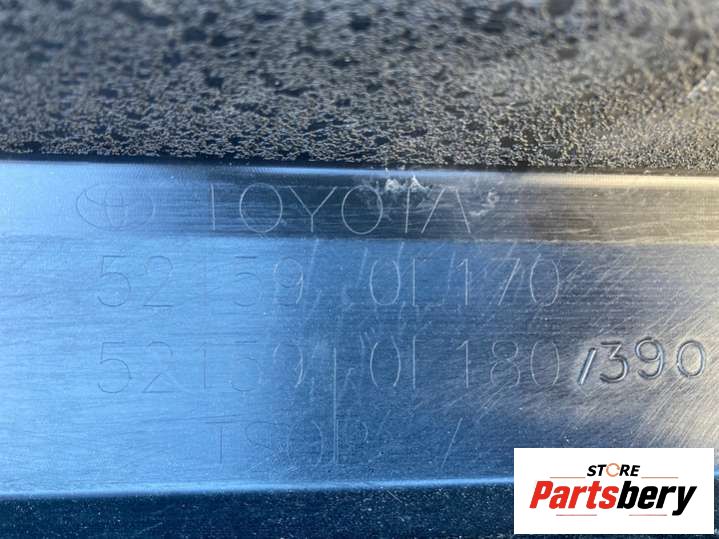 TOYOTA
52159 0E170
52159 0E180/390
TSOP
STORE
Partsbery